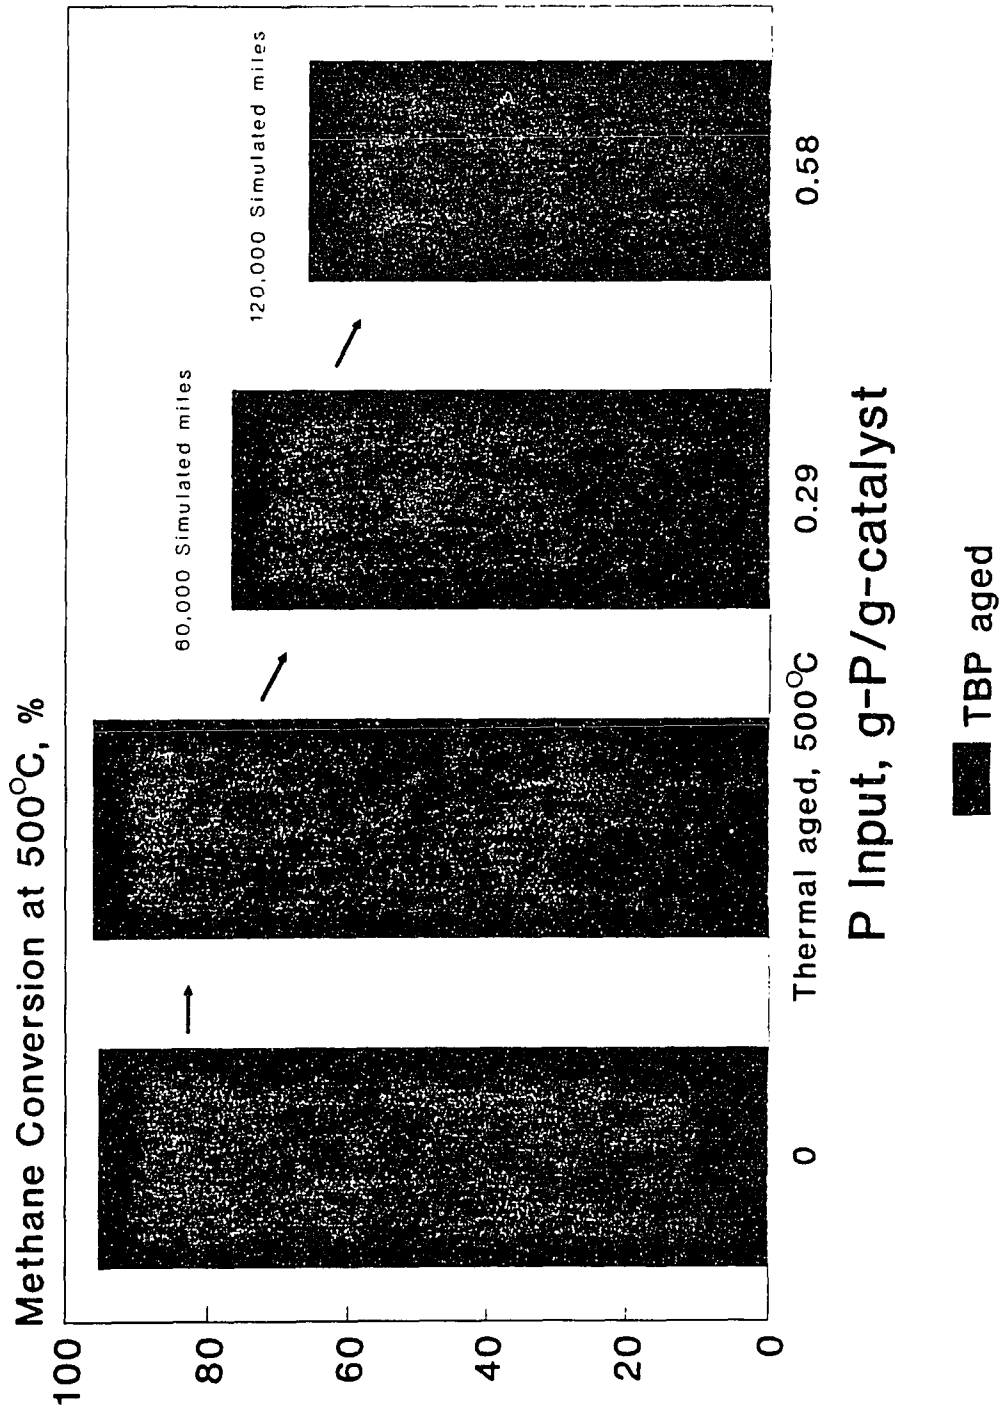 Methane Conversion at 500°C, %
100
80
60
40
20
0
60,000 Simulated miles
120,000 Simulated miles
0
Thermal aged, 500°C
0.29
0.58
P Input, g-P/g-catalyst
TBP aged